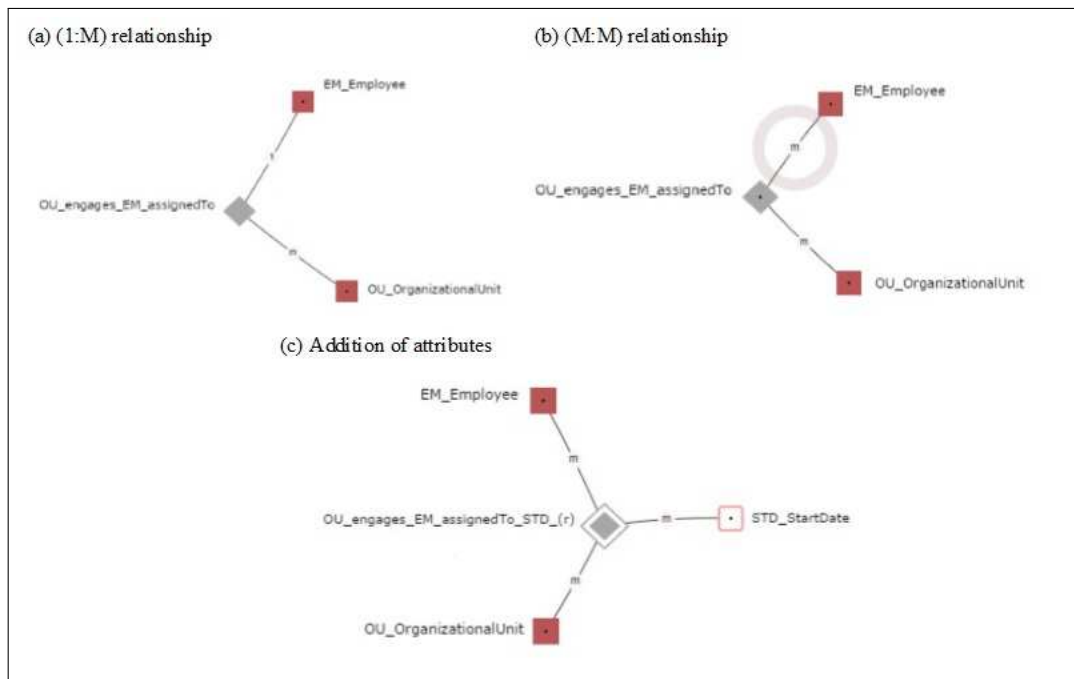 (a) (1:M) relationship
EM_Employee
1
OU_engages_EM_assignedTo
m
OU_OrganizationalUnit
(b) (M:M) relationship
EM_Employee
m
OU_engages_EM_assignedTo
m
OU_OrganizationalUnit
(c) Addition of attributes
EM_Employee
m
OU_engages_EM_assignedTo_STD_(r)
m
STD_StartDate
m
OU_OrganizationalUnit